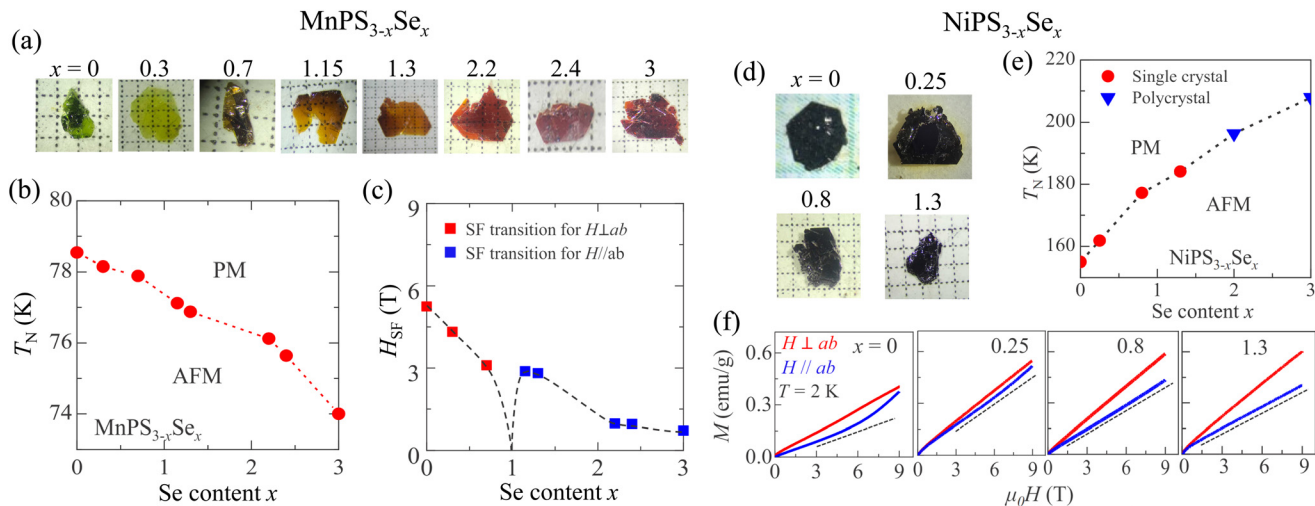 MnPS3-xSex
NiPS3-xSex
(a)
x = 0 0.3 0.7 1.15 1.3 2.2 2.4 3
(b)
80
78
76
74
TN (K)
PM
AFM
MnPS3-xSex
0 1 2 3
Se content x
(c)
9
6
3
0
HSF (T)
SF transition for H⊥ab
SF transition for H//ab
0 1 2 3
Se content x
(d)
x = 0 0.25
0.8 1.3
(e)
220
200
180
160
TN (K)
Single crystal
Polycrystal
PM
AFM
NiPS3-xSex
0 1 2 3
Se content x
(f)
0.6
0.3
0.0
M (emu/g)
H ⊥ ab x = 0
H // ab
T = 2 K
0.25
0.8
1.3
0 3 6 9 0 3 6 9 0 3 6 9 0 3 6 9
μ0H (T)